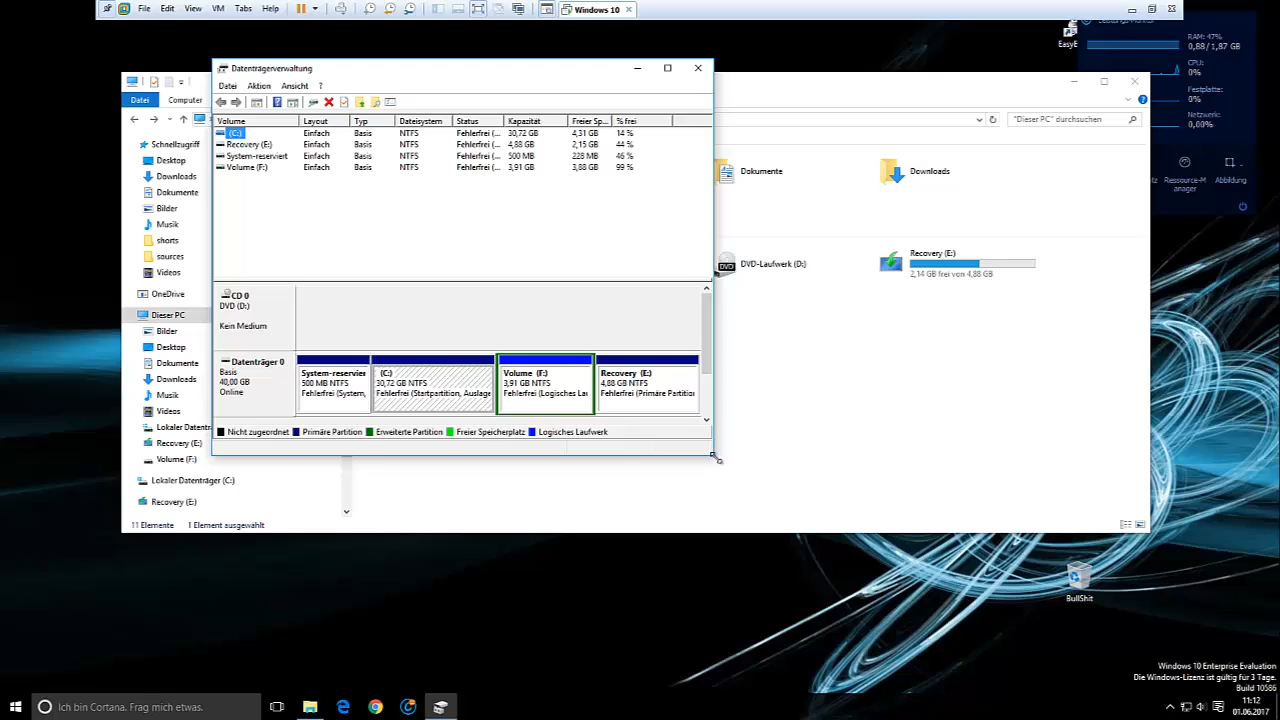 File Edit View VM Tabs Help
Windows 10
EasyE
RAM: 47%
0,88/1,87 GB
CPU:
0%
Festplatte:
0%
Netzwerk:
0,00%
Ressource-M
anager
Abbildung
Datenträgerverwaltung
Datei Aktion Ansicht ?
Volume Layout Typ Dateisystem Status Kapazität Freier Sp... % frei
(C:) Einfach Basis NTFS Fehlerfrei (... 30,72 GB 4,31 GB 14 %
Recovery (E:) Einfach Basis NTFS Fehlerfrei (... 4,88 GB 2,15 GB 44 %
System-reserviert Einfach Basis NTFS Fehlerfrei (... 500 MB 228 MB 46 %
Volume (F:) Einfach Basis NTFS Fehlerfrei (... 3,91 GB 3,88 GB 99 %
CD 0
DVD (D:)
Kein Medium
Datenträger 0
Basis
40,00 GB
Online
System-reservier
500 MB NTFS
Fehlerfrei (System,
(C:)
30,72 GB NTFS
Fehlerfrei (Startpartition, Auslage
Volume (F:)
3,91 GB NTFS
Fehlerfrei (Logisches La
Recovery (E:)
4,88 GB NTFS
Fehlerfrei (Primäre Partitio
Nicht zugeordnet Primäre Partition Erweiterte Partition Freier Speicherplatz Logisches Laufwerk
Datei Computer
"Dieser PC" durchsuchen
Schnellzugriff
Desktop
Downloads
Dokumente
Bilder
Musik
shorts
sources
Videos
OneDrive
Dieser PC
Bilder
Desktop
Dokumente
Downloads
Musik
Videos
Lokaler Datentr
Recovery (E:)
Volume (F:)
Lokaler Datenträger (C:)
Recovery (E:)
Dokumente
Downloads
DVD
DVD-Laufwerk (D:)
Recovery (E:)
2,14 GB frei von 4,88 GB
11 Elemente 1 Element ausgewählt
BullShit
Windows 10 Enterprise Evaluation
Die Windows-Lizenz ist gültig für 3 Tage.
Build 10586
Ich bin Cortana. Frag mich etwas.
11:12
01.06.2017